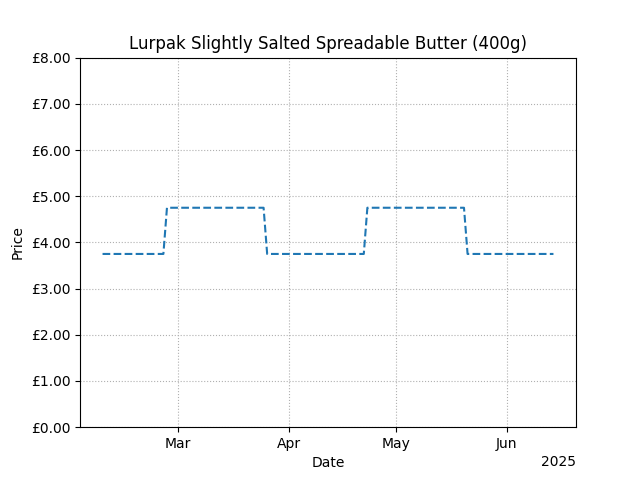 Lurpak Slightly Salted Spreadable Butter (400g)
£8.00
£7.00
£6.00
£5.00
£4.00
£3.00
£2.00
£1.00
£0.00
Price
Mar Apr May Jun
Date
2025